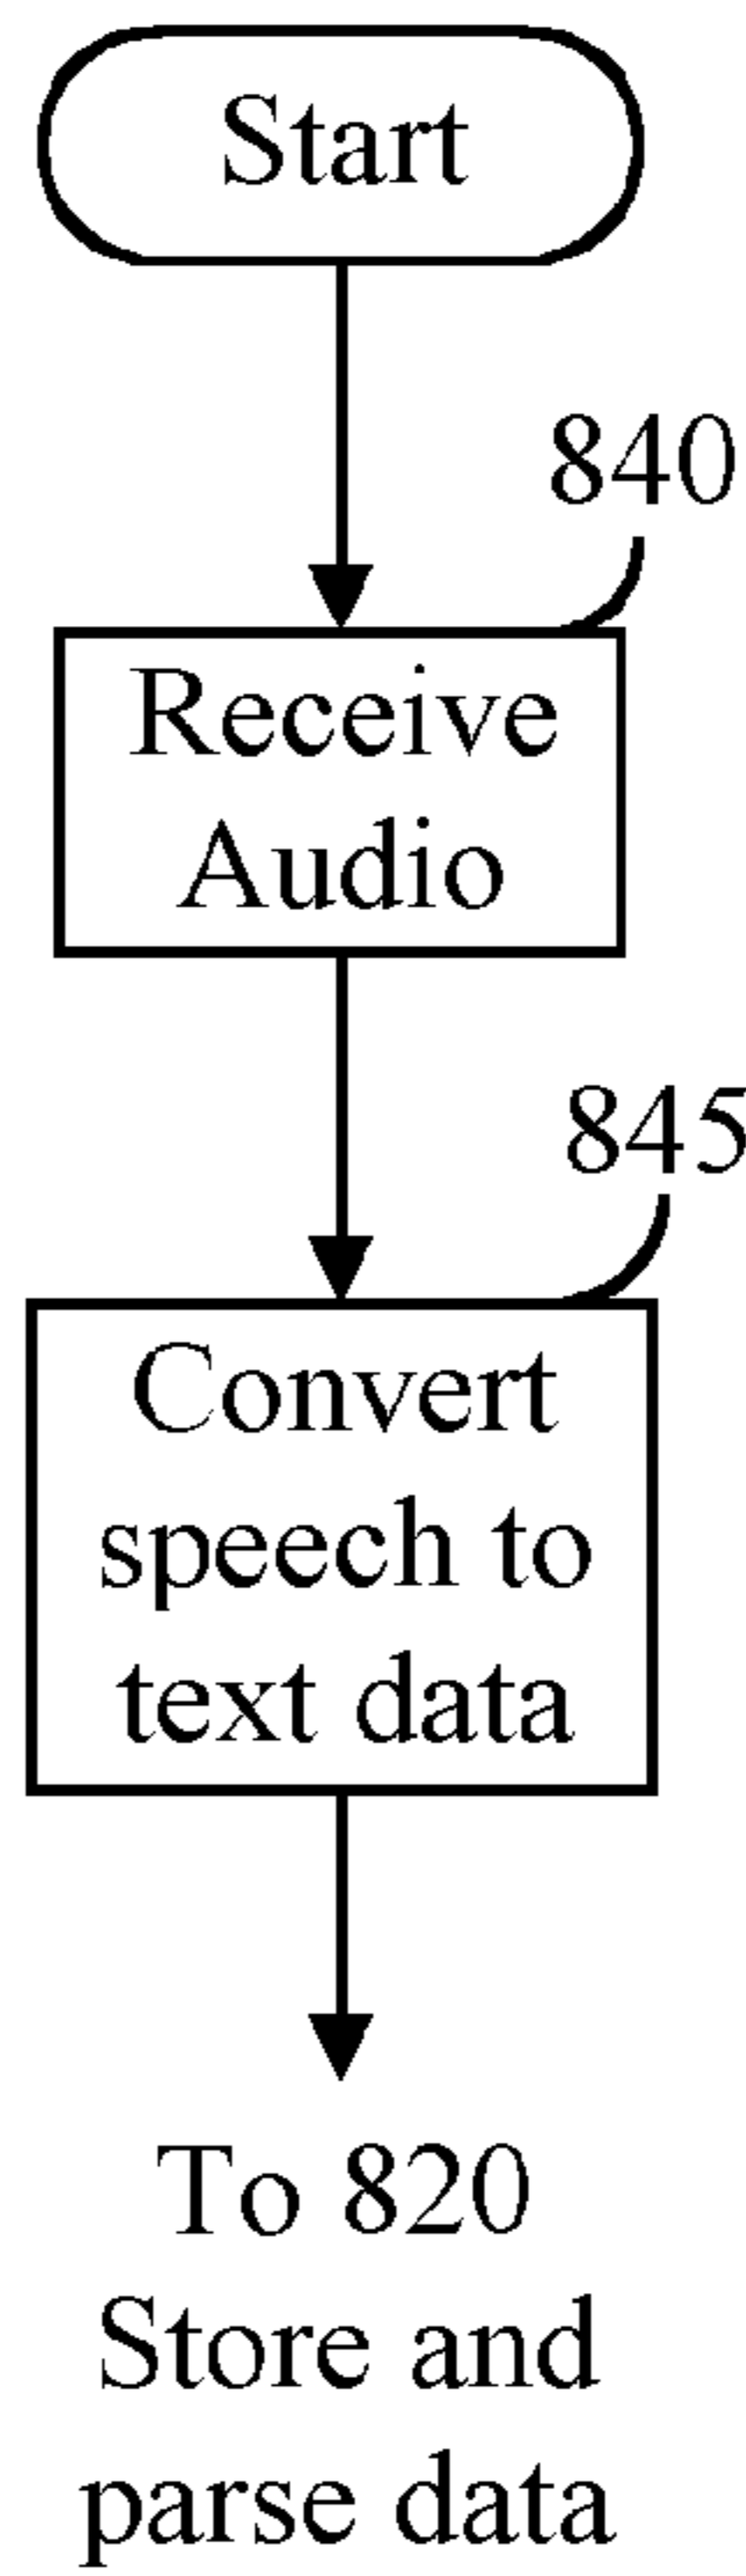 Start
840
Receive
Audio
845
Convert
speech to
text data
To 820
Store and
parse data